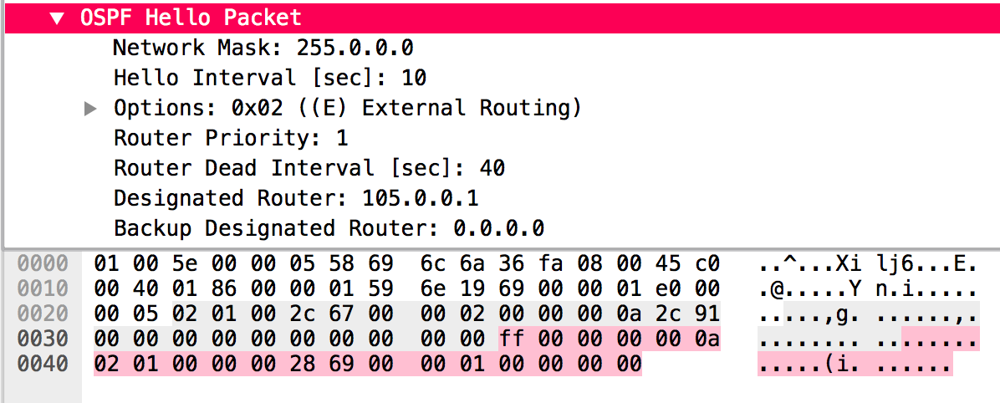 ▼ OSPF Hello Packet
Network Mask: 255.0.0.0
Hello Interval [sec]: 10
▶ Options: 0x02 ((E) External Routing)
Router Priority: 1
Router Dead Interval [sec]: 40
Designated Router: 105.0.0.1
Backup Designated Router: 0.0.0.0
0000 01 00 5e 00 00 05 58 69 6c 6a 36 fa 08 00 45 c0 ..^...Xi lj6...E.
0010 00 40 01 86 00 00 01 59 6e 19 69 00 00 01 e0 00 .@.....Y n.i.....
0020 00 05 02 01 00 2c 67 00 00 02 00 00 00 0a 2c 91 .....,g. ......,.
0030 00 00 00 00 00 00 00 00 00 00 ff 00 00 00 00 0a ........ ........
0040 02 01 00 00 00 28 69 00 00 01 00 00 00 00 .....(i. ......